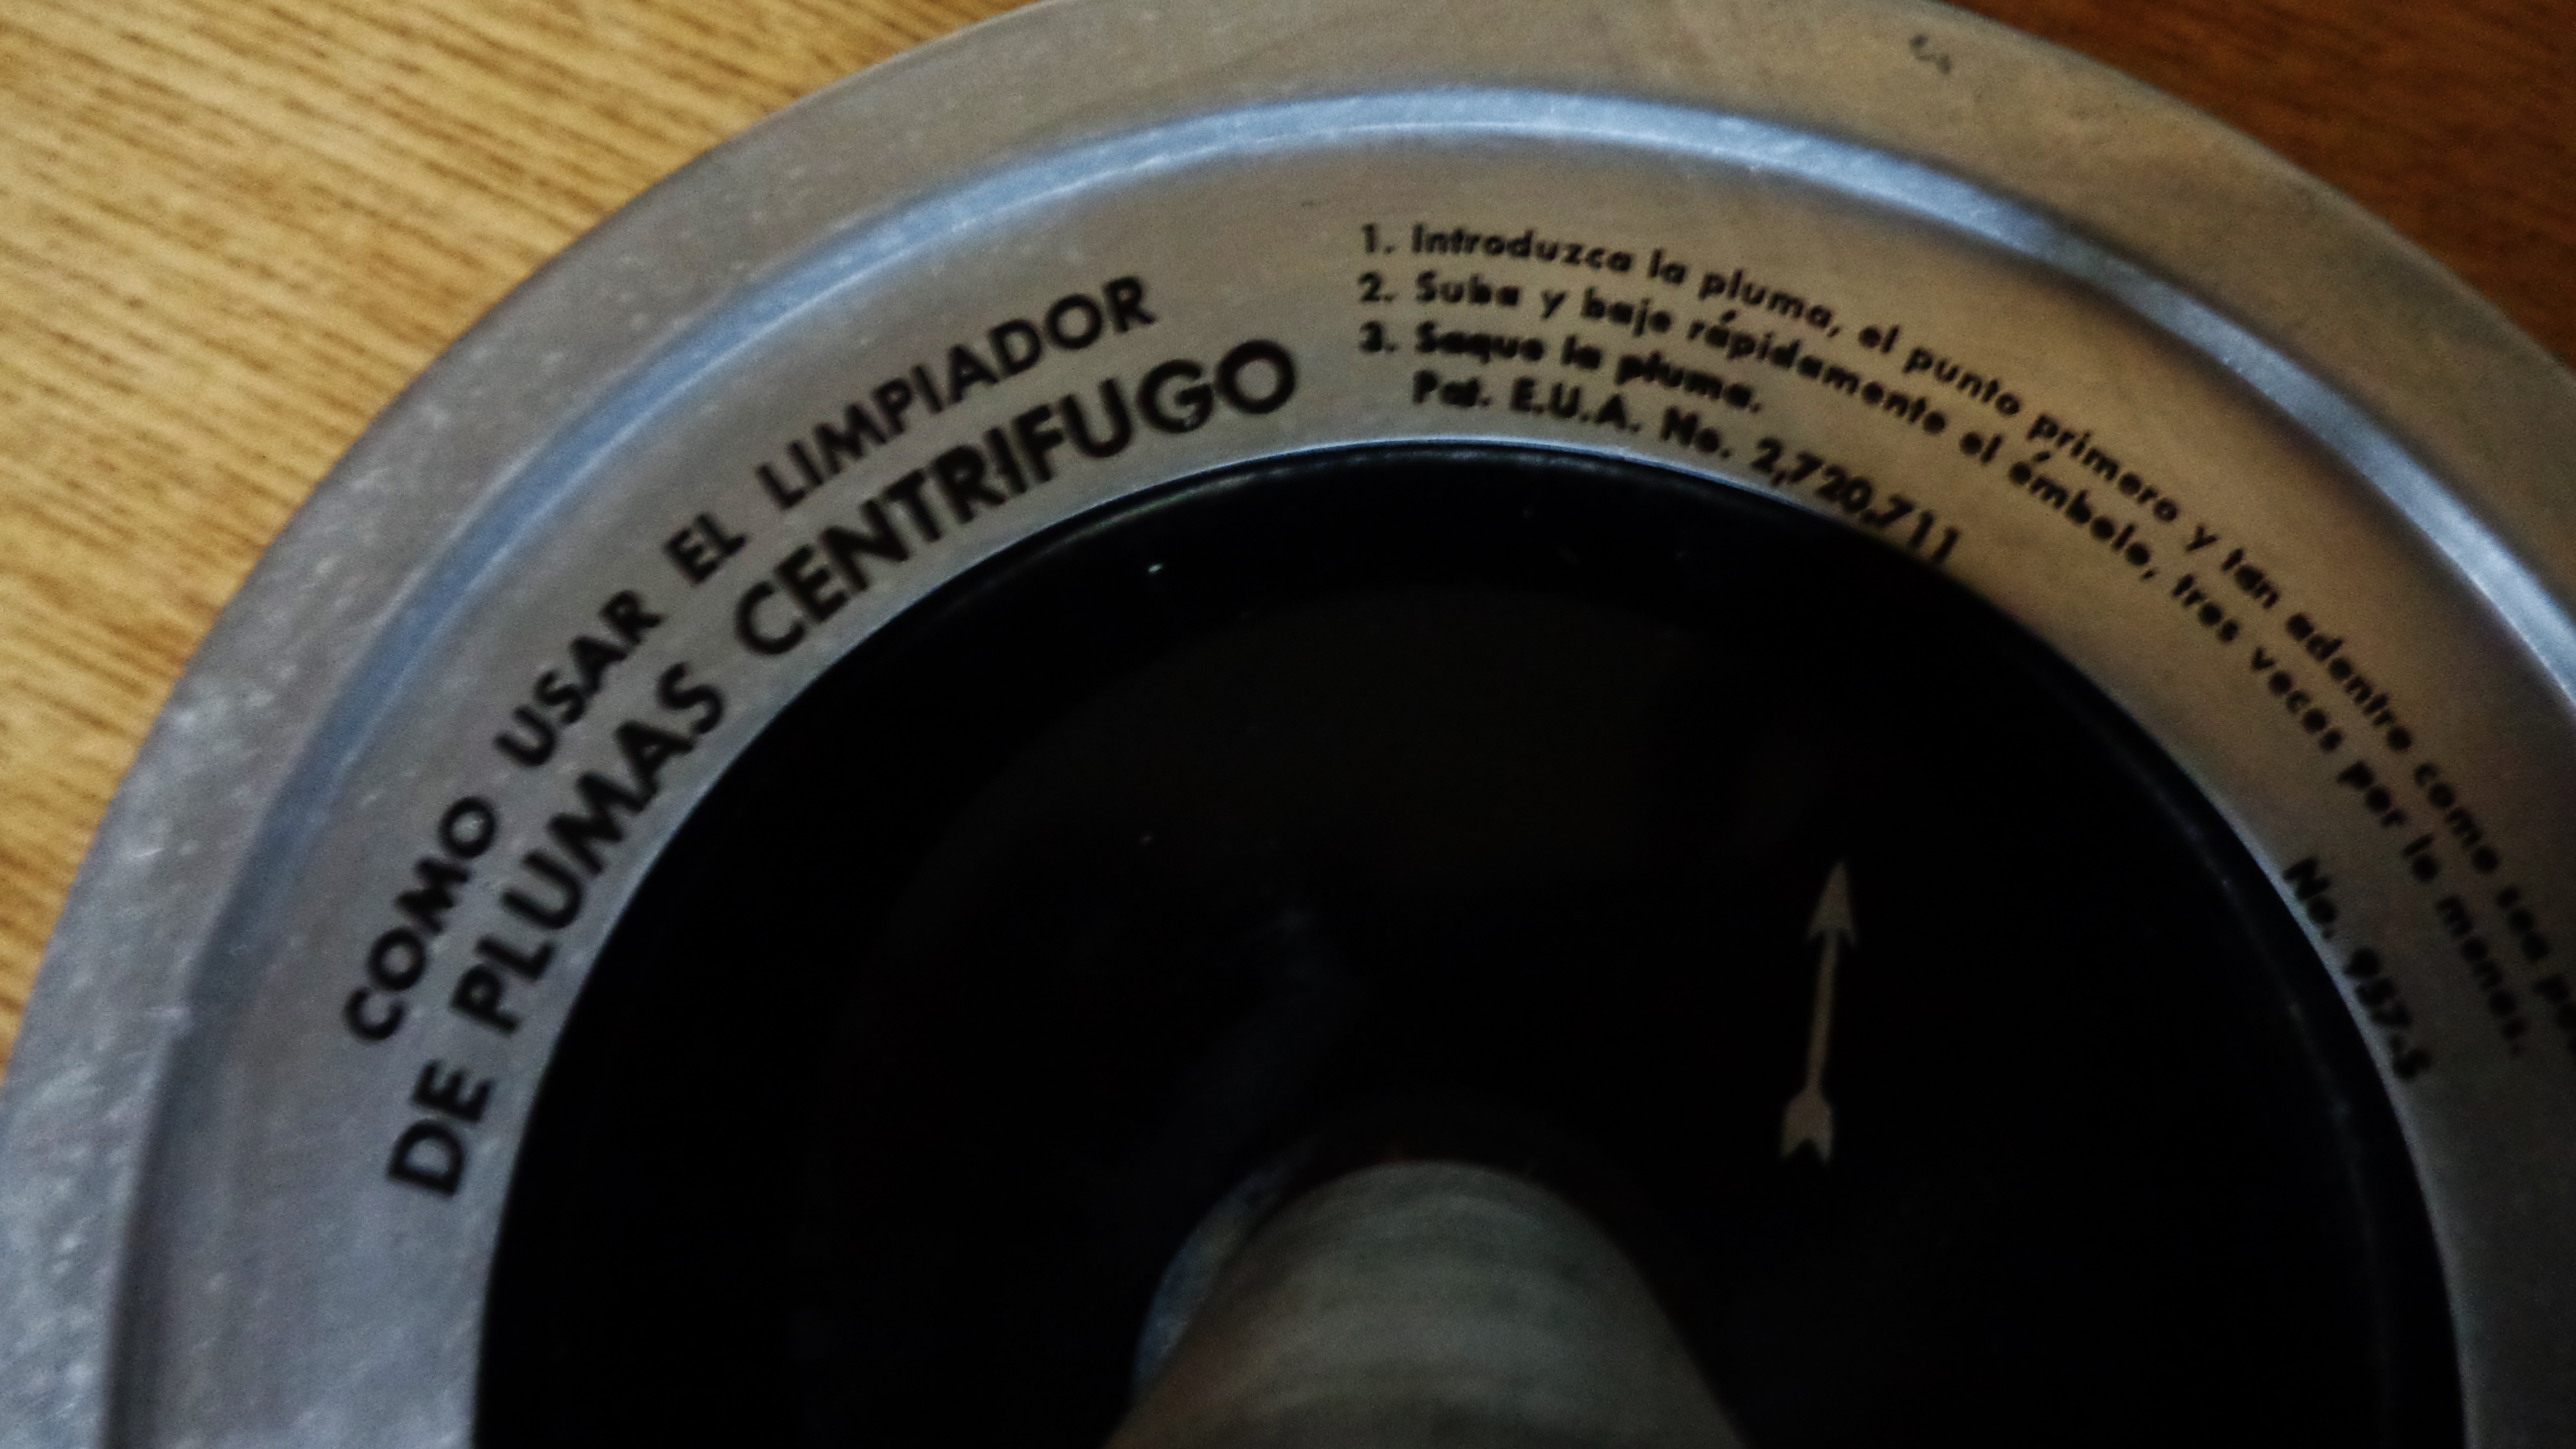 COMO USAR EL LIMPIADOR
DE PLUMAS CENTRIFUGO
1. Introduzca la pluma, el punto primero y tan adentro como sea
2. Suba y baje rápidamente el émbolo, tres veces por lo menos.
3. Saque la pluma.
Pat. E.U.A. No. 2,720,711
No. 957-S